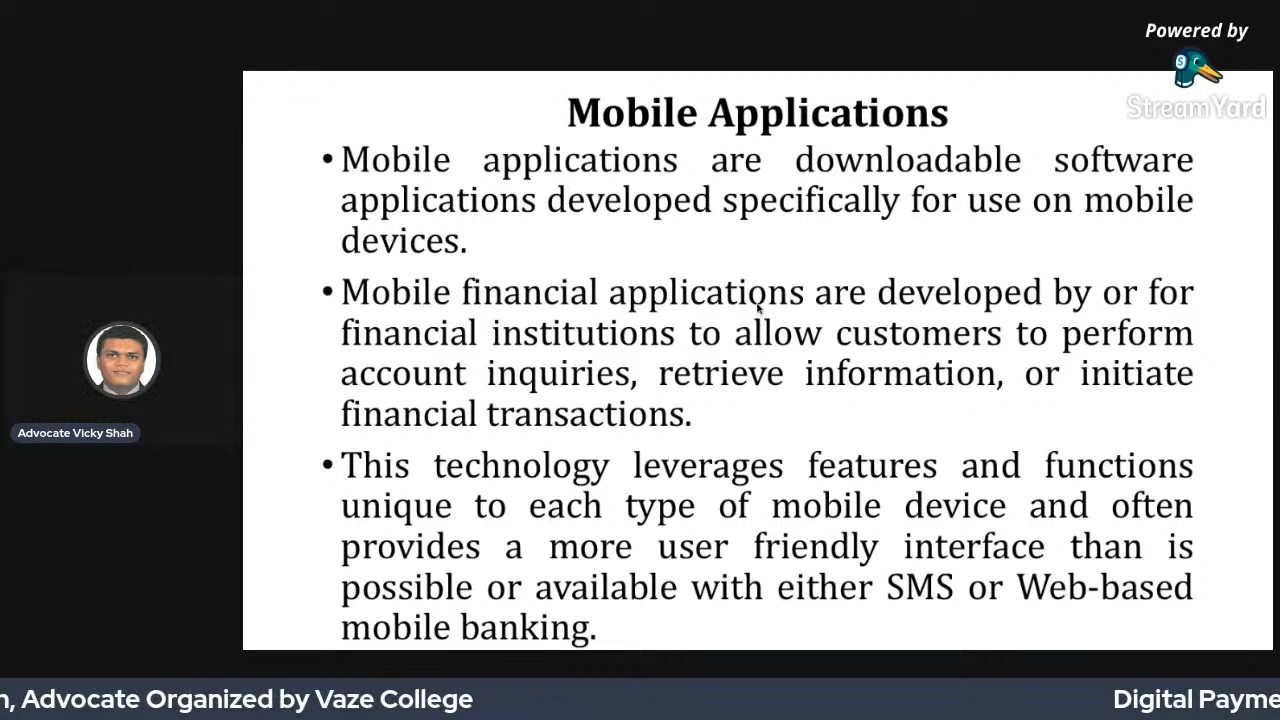 Powered by
StreamYard
Mobile Applications
• Mobile applications are downloadable software
applications developed specifically for use on mobile
devices.
• Mobile financial applications are developed by or for
financial institutions to allow customers to perform
account inquiries, retrieve information, or initiate
financial transactions.
• This technology leverages features and functions
unique to each type of mobile device and often
provides a more user friendly interface than is
possible or available with either SMS or Web-based
mobile banking.
Advocate Vicky Shah
n, Advocate Organized by Vaze College
Digital Payme